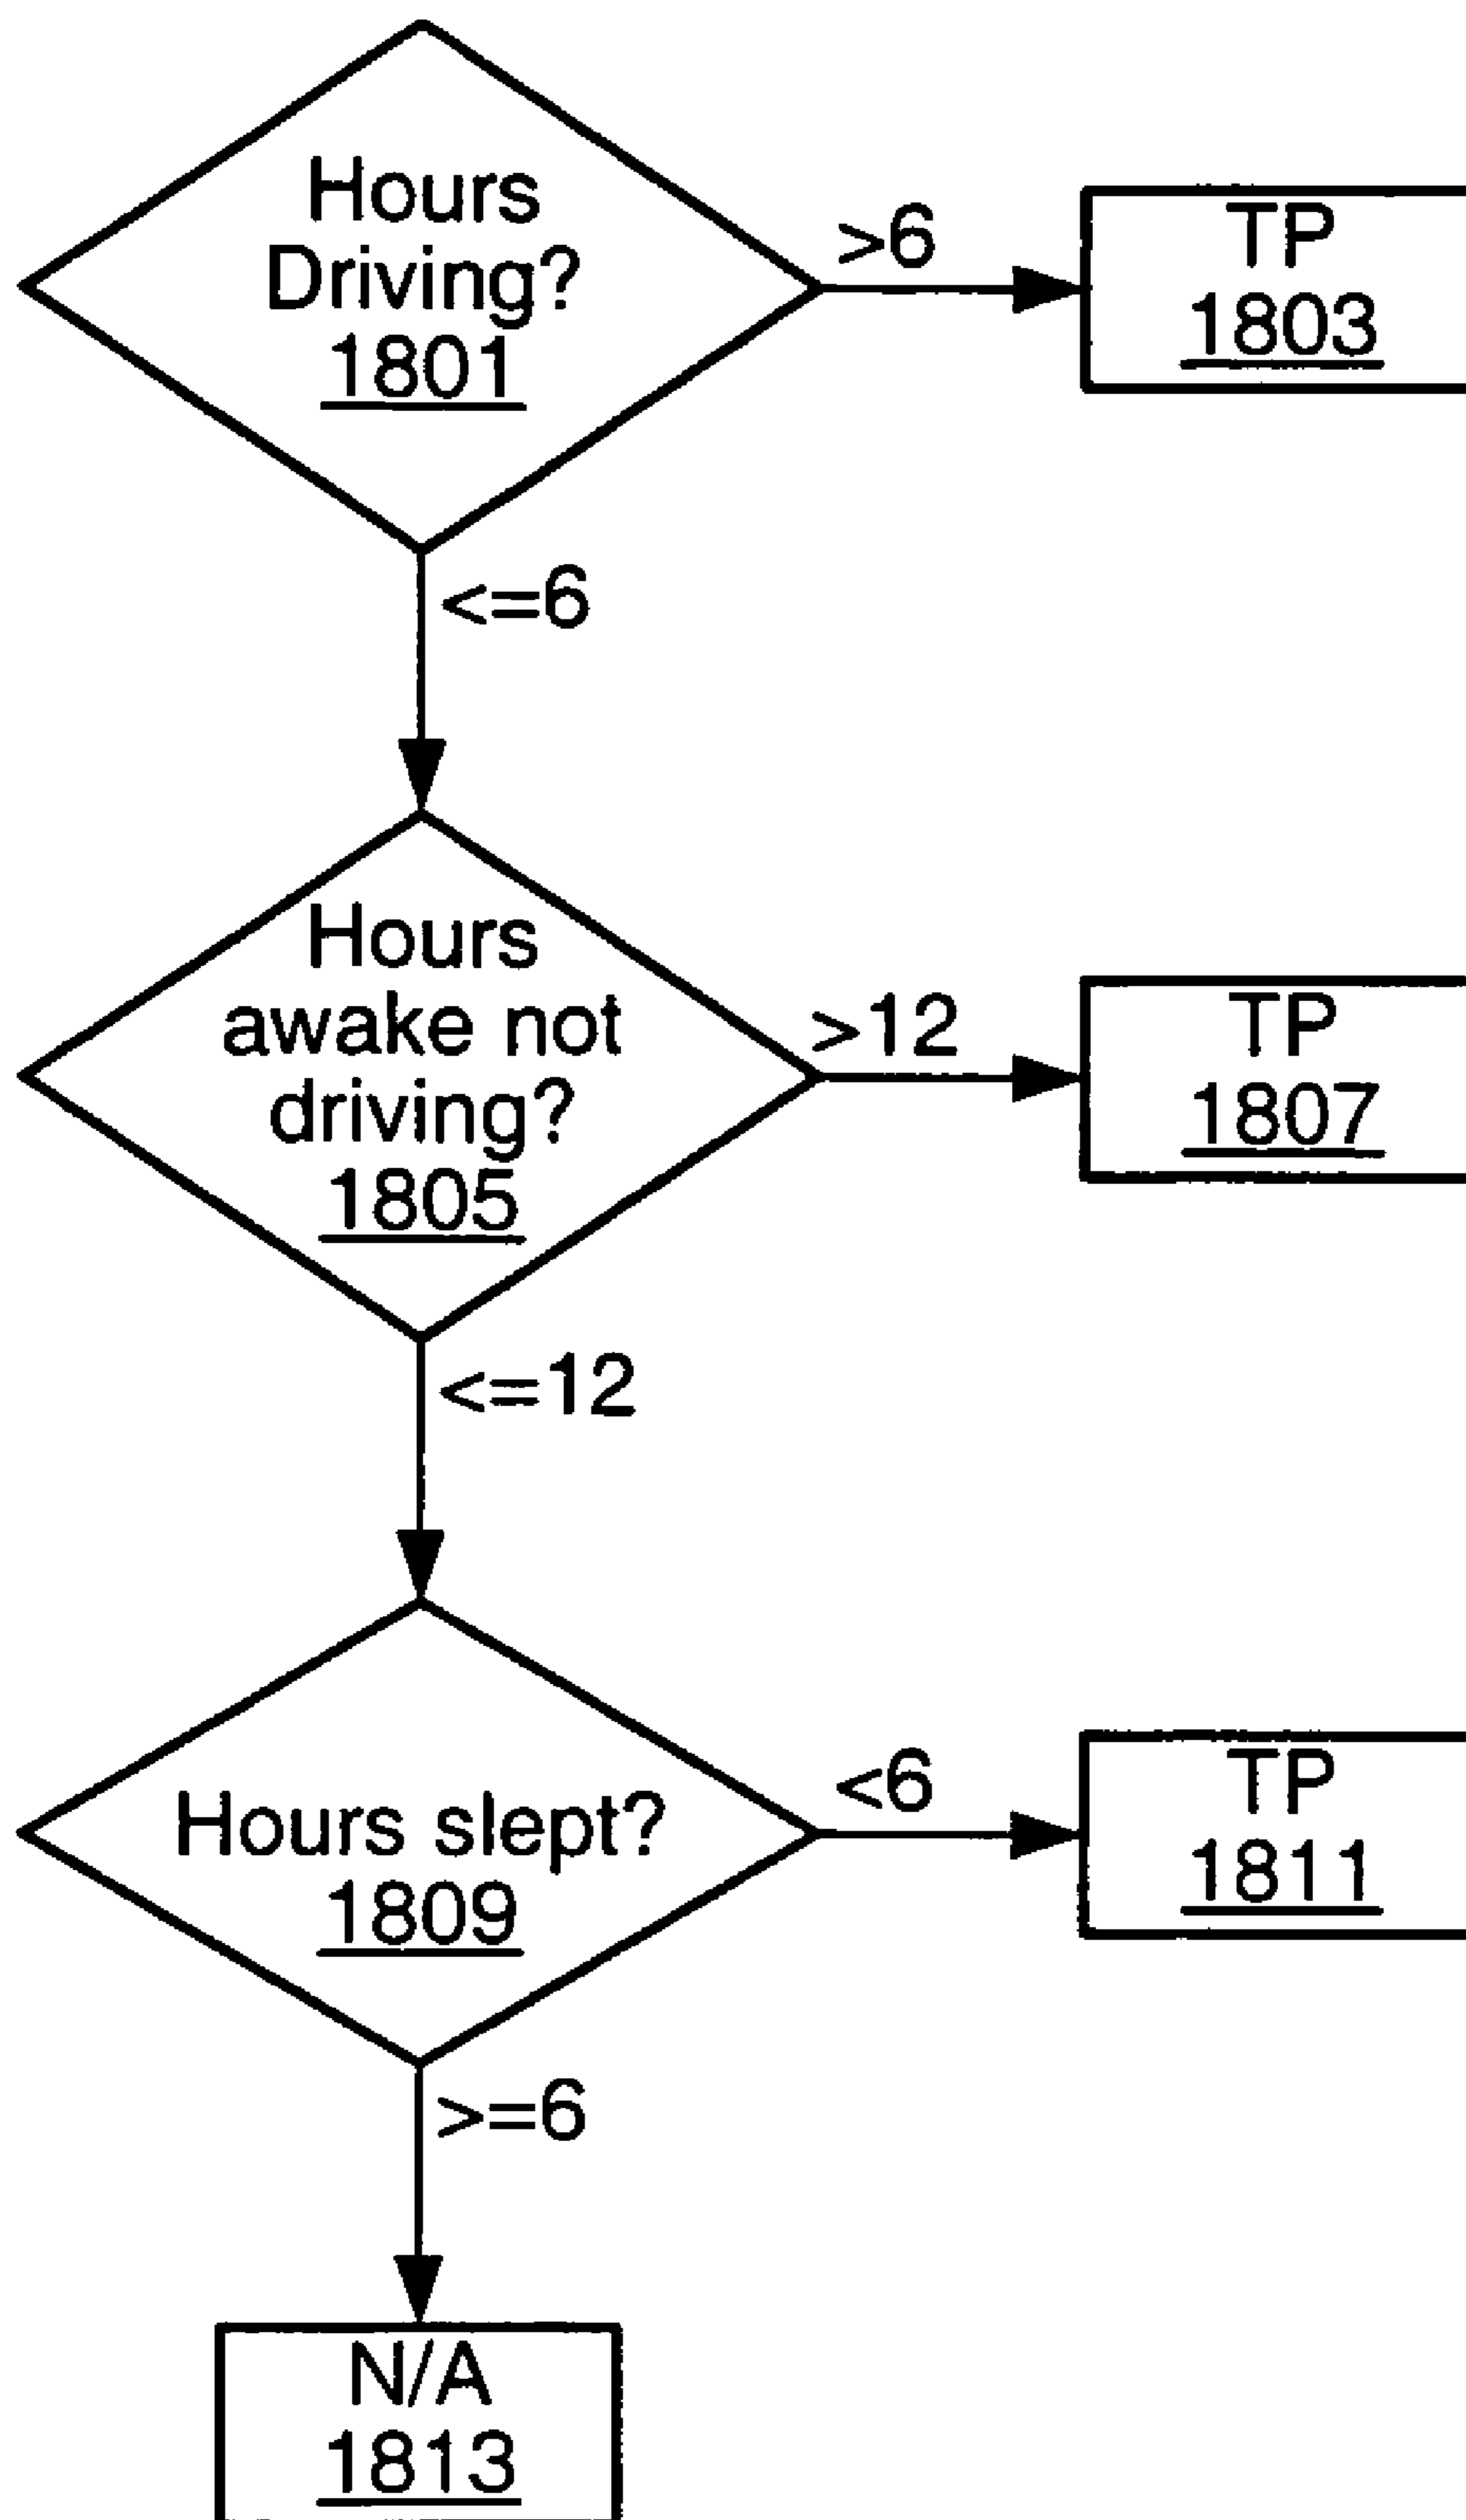 Hours
Driving?
1801
>6
TP
1803
<=6
Hours
awake not
driving?
1805
>12
TP
1807
<=12
Hours slept?
1809
<6
TP
1811
>=6
N/A
1813